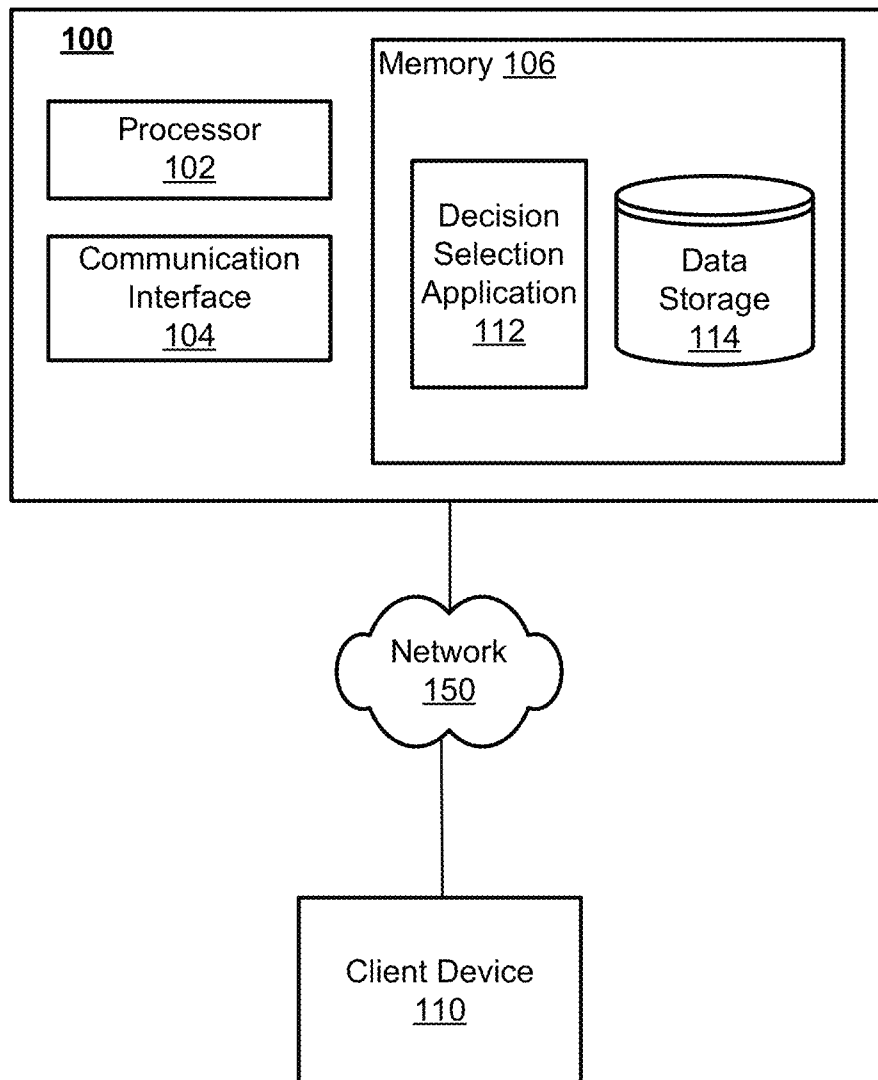 100
Memory 106
Processor
102
Communication
Interface
104
Decision
Selection
Application
112
Data
Storage
114
Network
150
Client Device
110